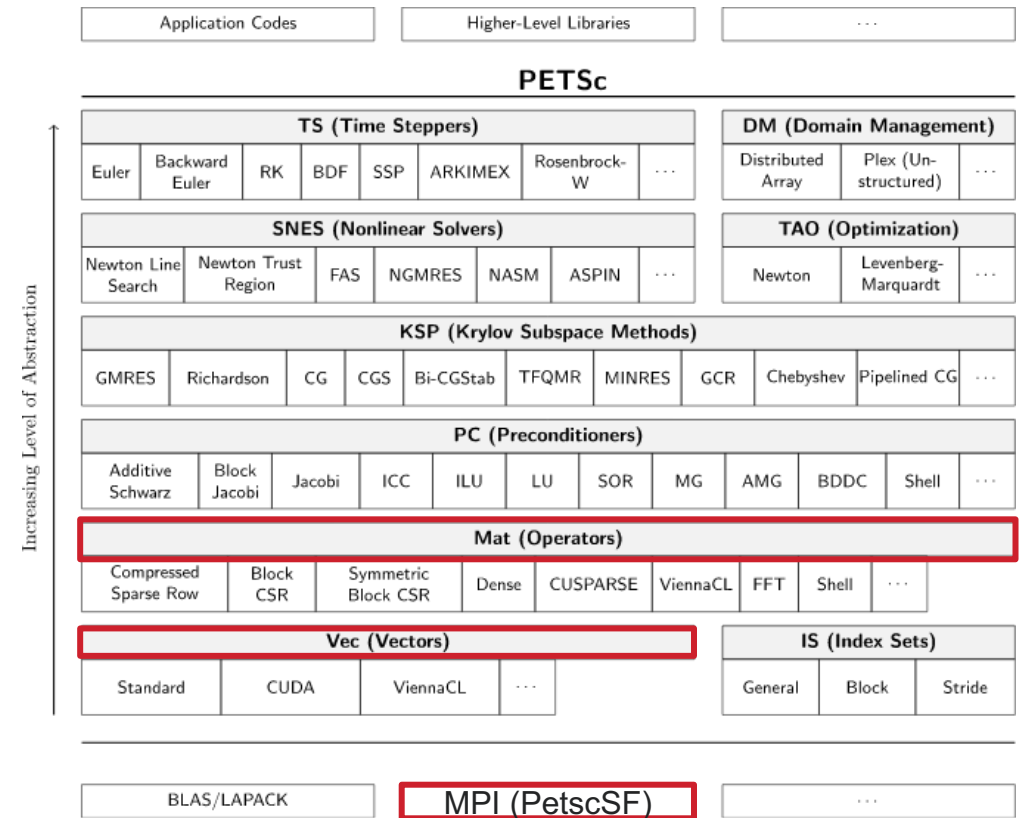 Application Codes
Higher-Level Libraries
···
PETSc
Increasing Level of Abstraction
TS (Time Steppers)
Euler
Backward
Euler
RK
BDF
SSP
ARKIMEX
Rosenbrock-
W
···
DM (Domain Management)
Distributed
Array
Plex (Un-
structured)
···
SNES (Nonlinear Solvers)
Newton Line
Search
Newton Trust
Region
FAS
NGMRES
NASM
ASPIN
···
TAO (Optimization)
Newton
Levenberg-
Marquardt
···
KSP (Krylov Subspace Methods)
GMRES
Richardson
CG
CGS
Bi-CGStab
TFQMR
MINRES
GCR
Chebyshev
Pipelined CG
···
PC (Preconditioners)
Additive
Schwarz
Block
Jacobi
Jacobi
ICC
ILU
LU
SOR
MG
AMG
BDDC
Shell
···
Mat (Operators)
Compressed
Sparse Row
Block
CSR
Symmetric
Block CSR
Dense
CUSPARSE
ViennaCL
FFT
Shell
···
Vec (Vectors)
Standard
CUDA
ViennaCL
···
IS (Index Sets)
General
Block
Stride
BLAS/LAPACK
MPI (PetscSF)
···